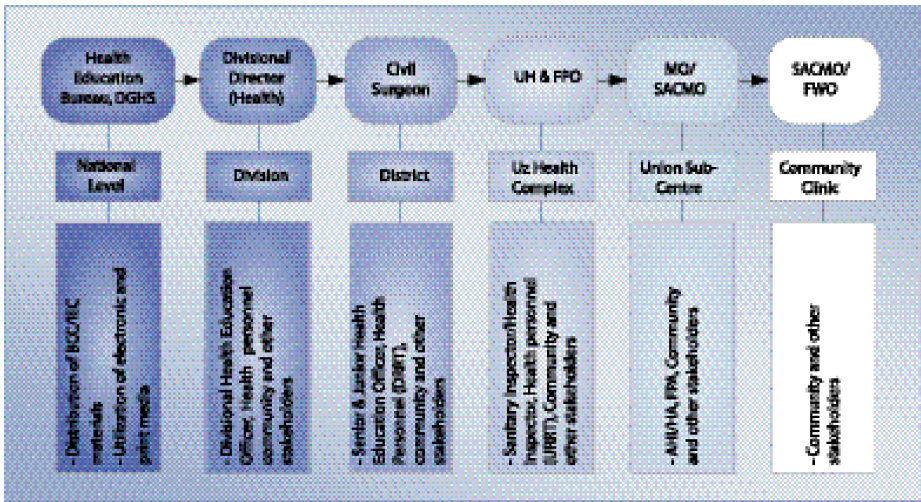 Health
Education
Bureau, DGHS
Divisional
Director
(Health)
Civil
Surgeon
UH & FPO
MO/
SACMO
SACMO/
FWO
National
Level
Division
District
Uz Health
Complex
Union Sub-
Centre
Community
Clinic
- Distribution of BCC/IEC
materials
- Utilization of electronic and
print media
- Divisional Health Education
Officer, Health personnel
community and other
stakeholders
- Senior & Junior Health
Education Officer, Health
Personnel (DRRT),
community and other
stakeholders
- Sanitary Inspector/Health
Inspector, Health personnel
(URRT), Community and
other stakeholders
- AHI/HA, FPA, Community
and other stakeholders
- Community and other
stakeholders